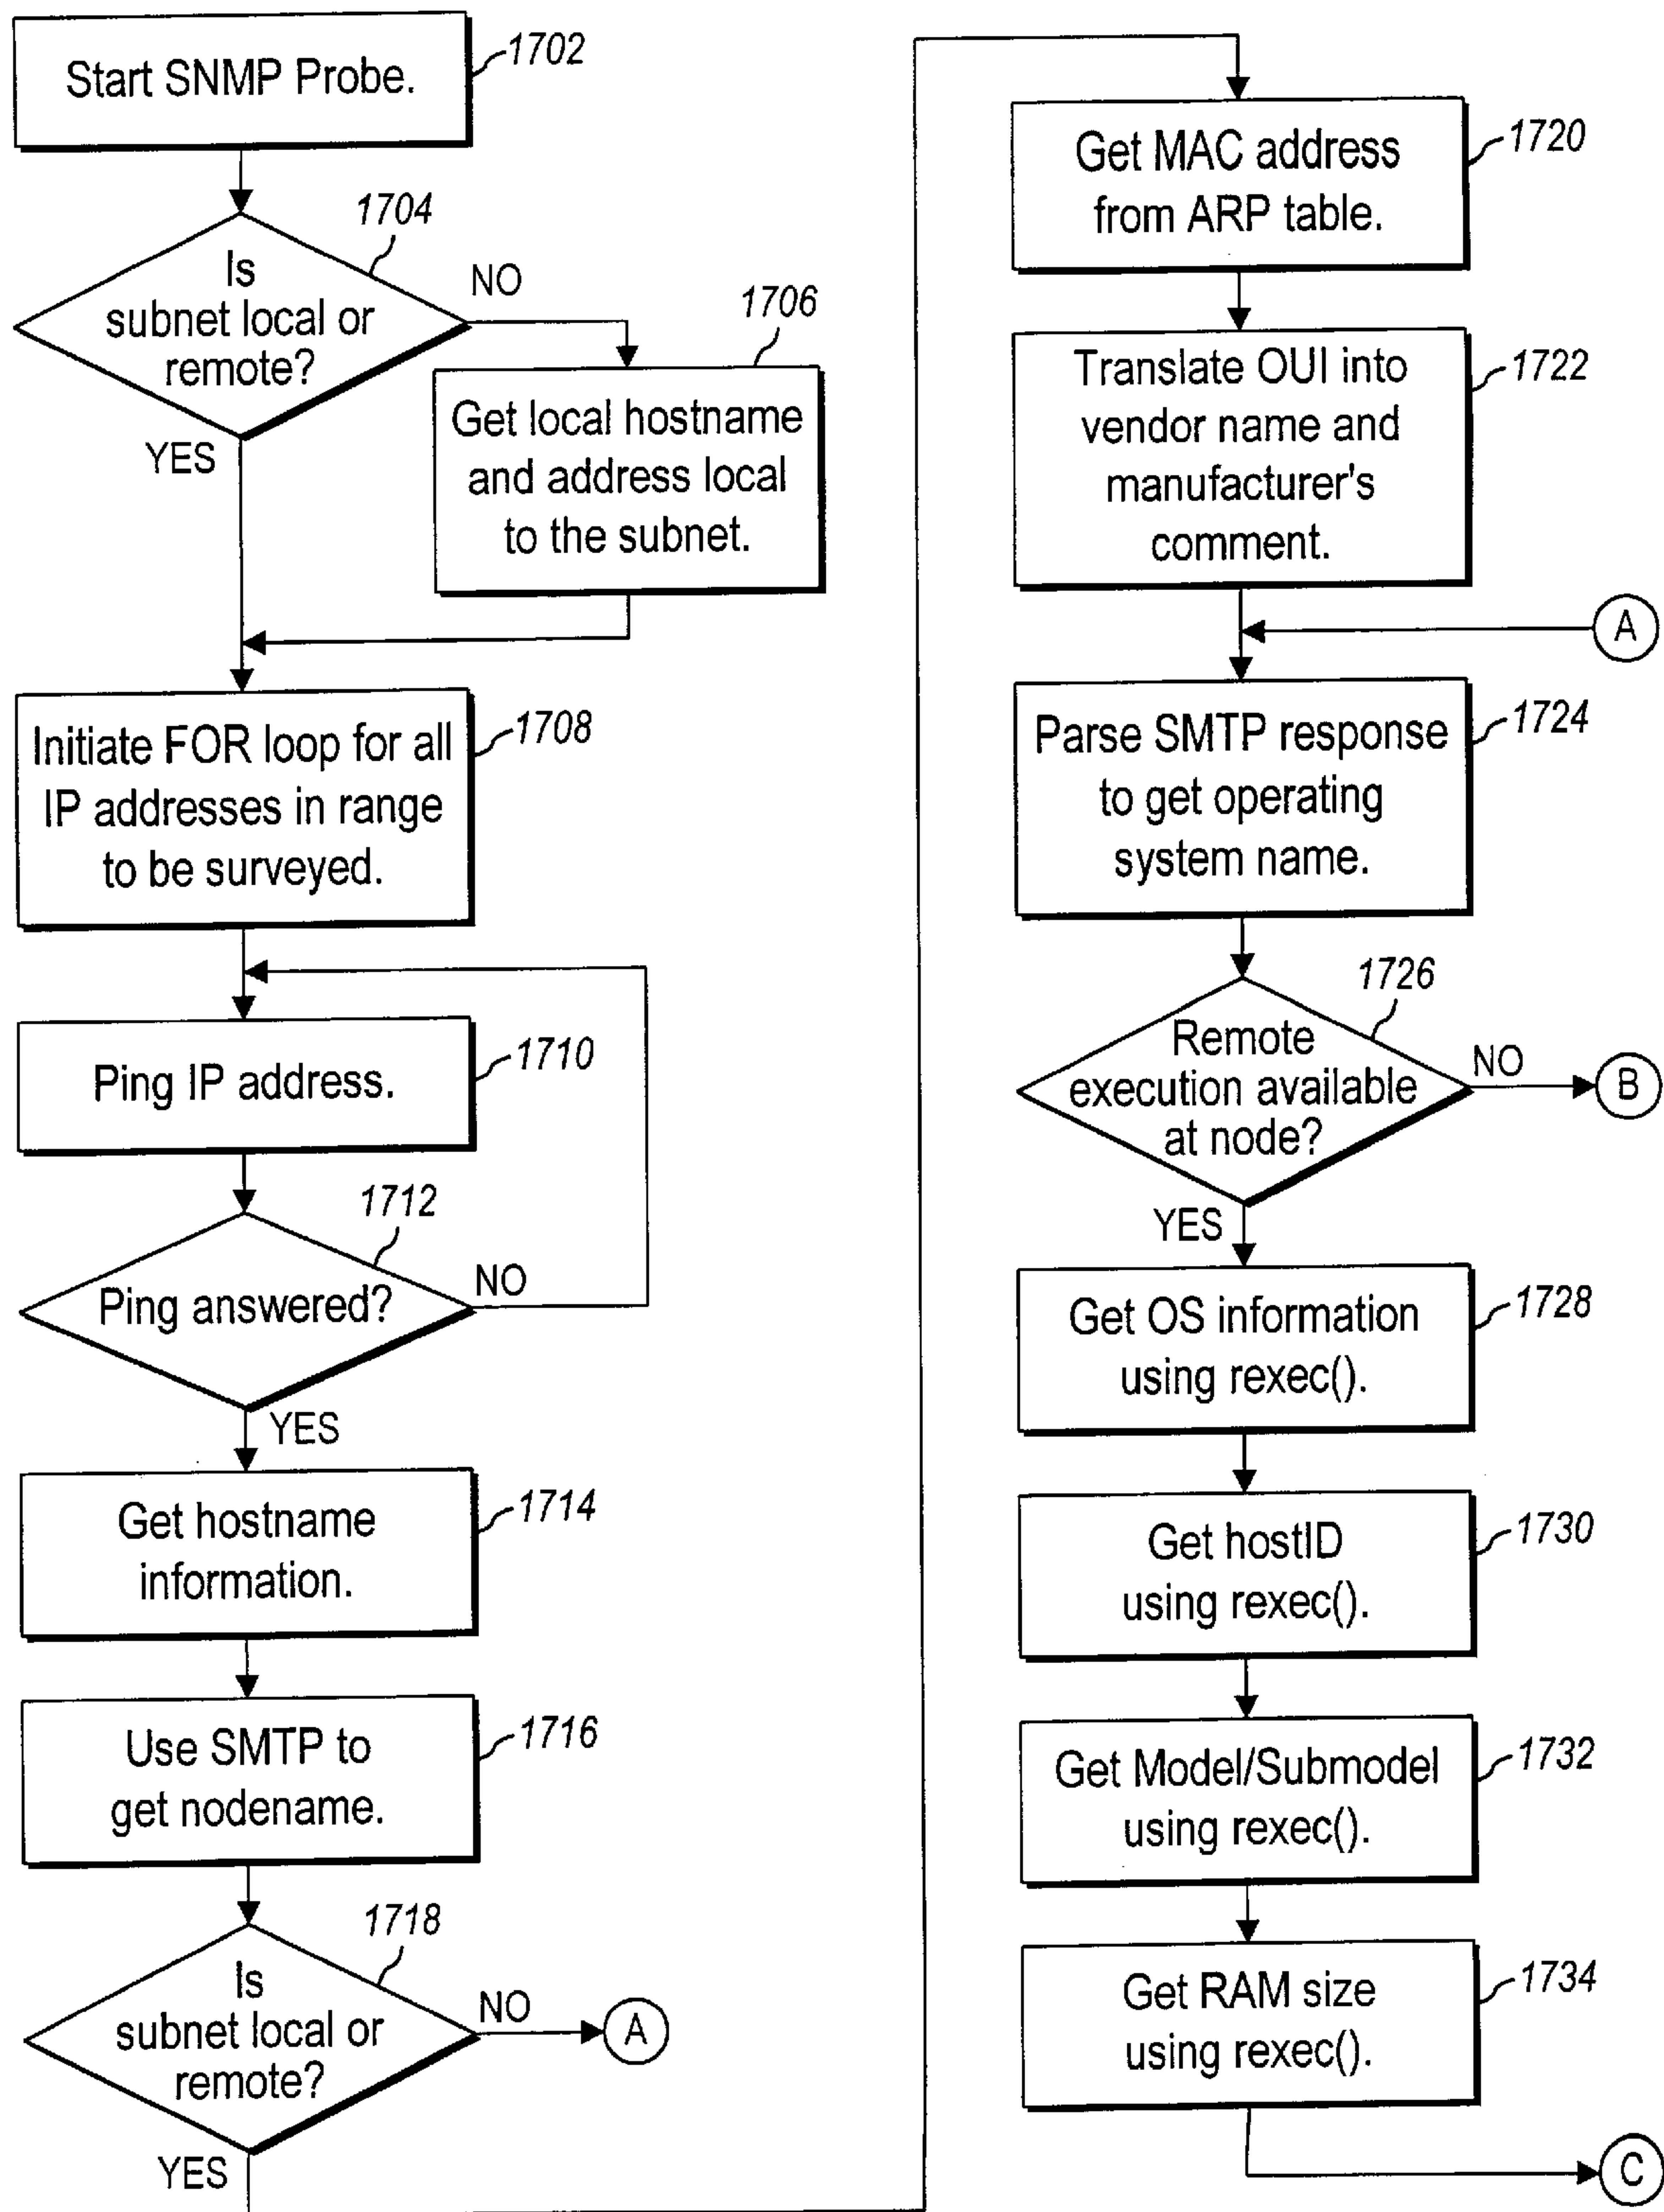 Start SNMP Probe.
1702
1704
Is
subnet local or
remote?
NO
YES
1706
Get local hostname
and address local
to the subnet.
Initiate FOR loop for all
IP addresses in range
to be surveyed.
1708
Ping IP address.
1710
1712
Ping answered?
NO
YES
Get hostname
information.
1714
Use SMTP to
get nodename.
1716
1718
Is
subnet local or
remote?
NO
A
YES
Get MAC address
from ARP table.
1720
Translate OUI into
vendor name and
manufacturer's
comment.
1722
A
Parse SMTP response
to get operating
system name.
1724
1726
Remote
execution available
at node?
NO
B
YES
Get OS information
using rexec().
1728
Get hostID
using rexec().
1730
Get Model/Submodel
using rexec().
1732
Get RAM size
using rexec().
1734
C